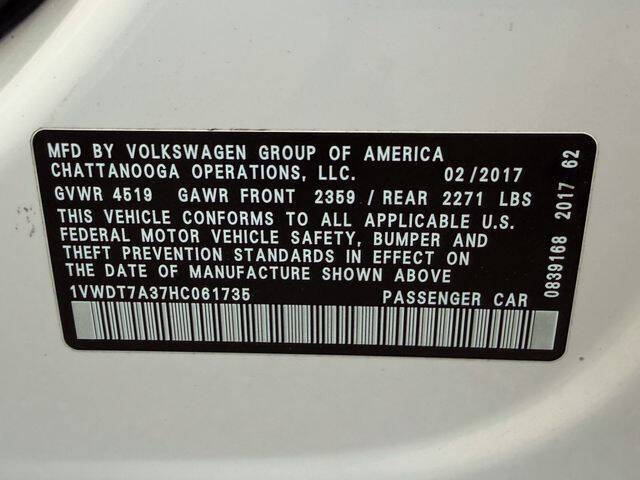 MFD BY VOLKSWAGEN GROUP OF AMERICA
CHATTANOOGA OPERATIONS, LLC. 02/2017
GVWR 4519 GAWR FRONT 2359 / REAR 2271 LBS
THIS VEHICLE CONFORMS TO ALL APPLICABLE U.S.
FEDERAL MOTOR VEHICLE SAFETY, BUMPER AND
THEFT PREVENTION STANDARDS IN EFFECT ON
THE DATE OF MANUFACTURE SHOWN ABOVE
1VWDT7A37HC061735 PASSENGER CAR
0839168 2017 62